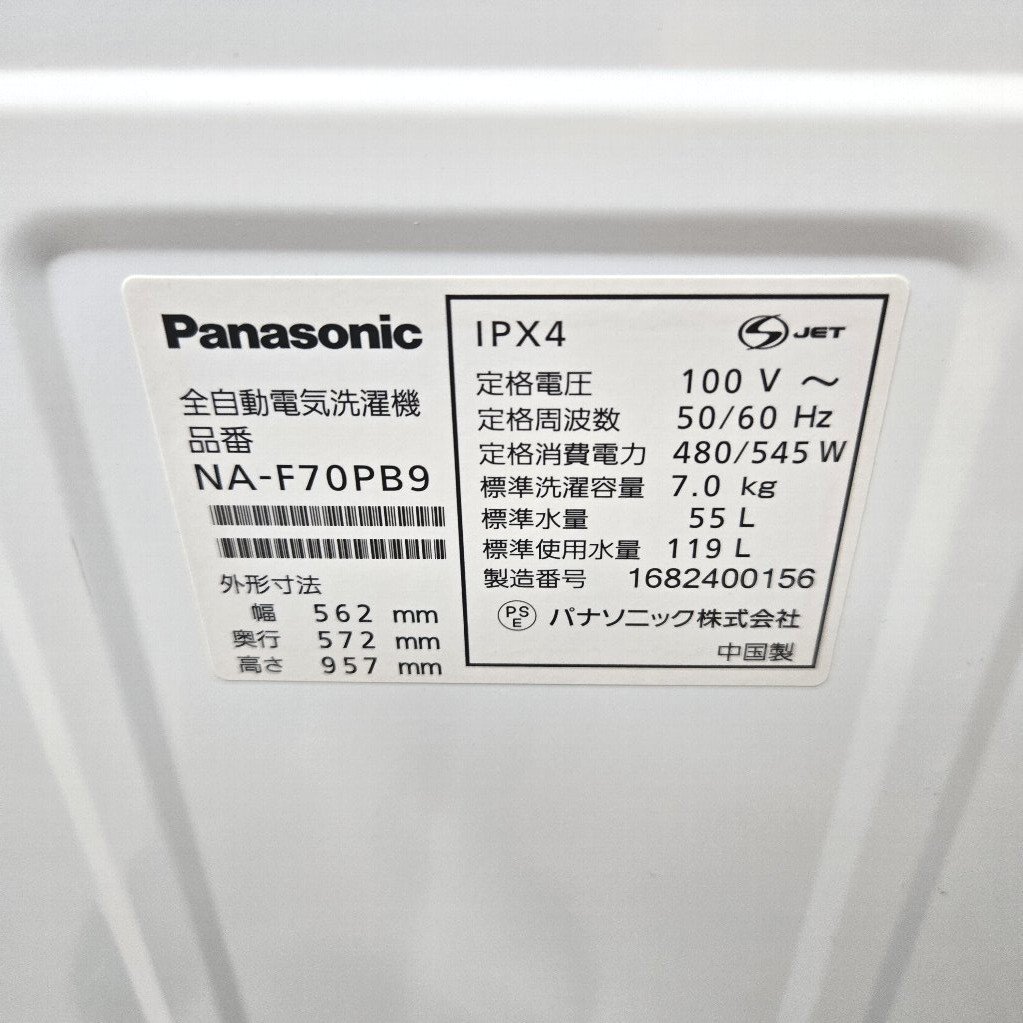 Panasonic
全自動電気洗濯機
品番
NA-F70PB9
外形寸法
幅 562 mm
奥行 572 mm
高さ 957 mm
IPX4
S JET
定格電圧 100 V ～
定格周波数 50/60 Hz
定格消費電力 480/545 W
標準洗濯容量 7.0 kg
標準水量 55 L
標準使用水量 119 L
製造番号 1682400156
PS E パナソニック株式会社
中国製